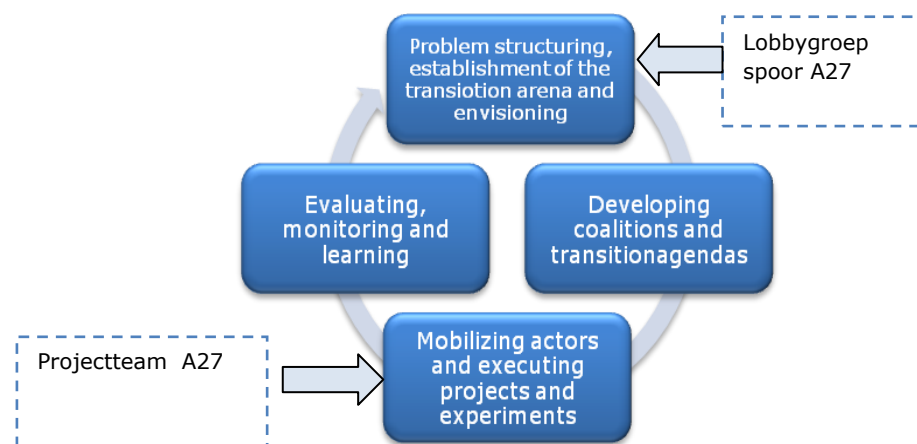 Problem structuring,
establishment of the
transiotion arena and
envisioning
Lobbygroep
spoor A27
Evaluating,
monitoring and
learning
Developing
coalitions and
transitionagendas
Mobilizing actors
and executing
projects and
experiments
Projectteam A27